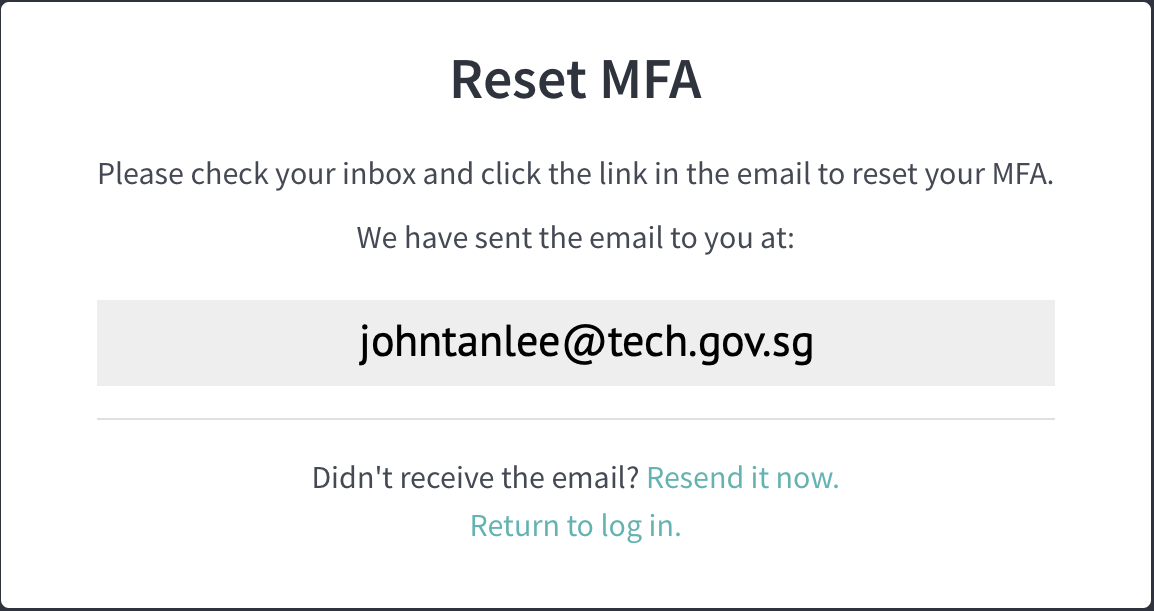 Reset MFA
Please check your inbox and click the link in the email to reset your MFA.
We have sent the email to you at:
johntanlee@tech.gov.sg
Didn't receive the email? Resend it now.
Return to log in.